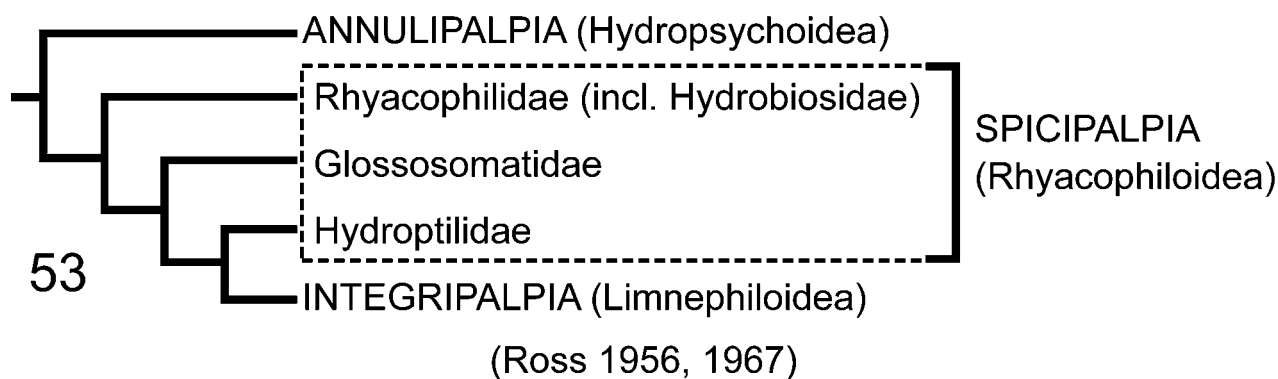 ANNULIPALPIA (Hydropsychoidea)
Rhyacophilidae (incl. Hydrobiosidae)
SPICIPALPIA
(Rhyacophiloidea)
Glossosomatidae
Hydroptilidae
53
INTEGRIPALPIA (Limnephiloidea)
(Ross 1956, 1967)